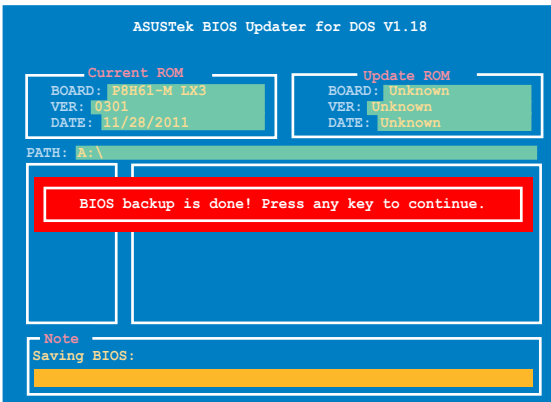 ASUSTek BIOS Updater for DOS V1.18
Current ROM
BOARD: P8H61-M LX3
VER: 0301
DATE: 11/28/2011
Update ROM
BOARD: Unknown
VER: Unknown
DATE: Unknown
PATH: A:\
BIOS backup is done! Press any key to continue.
Note
Saving BIOS: